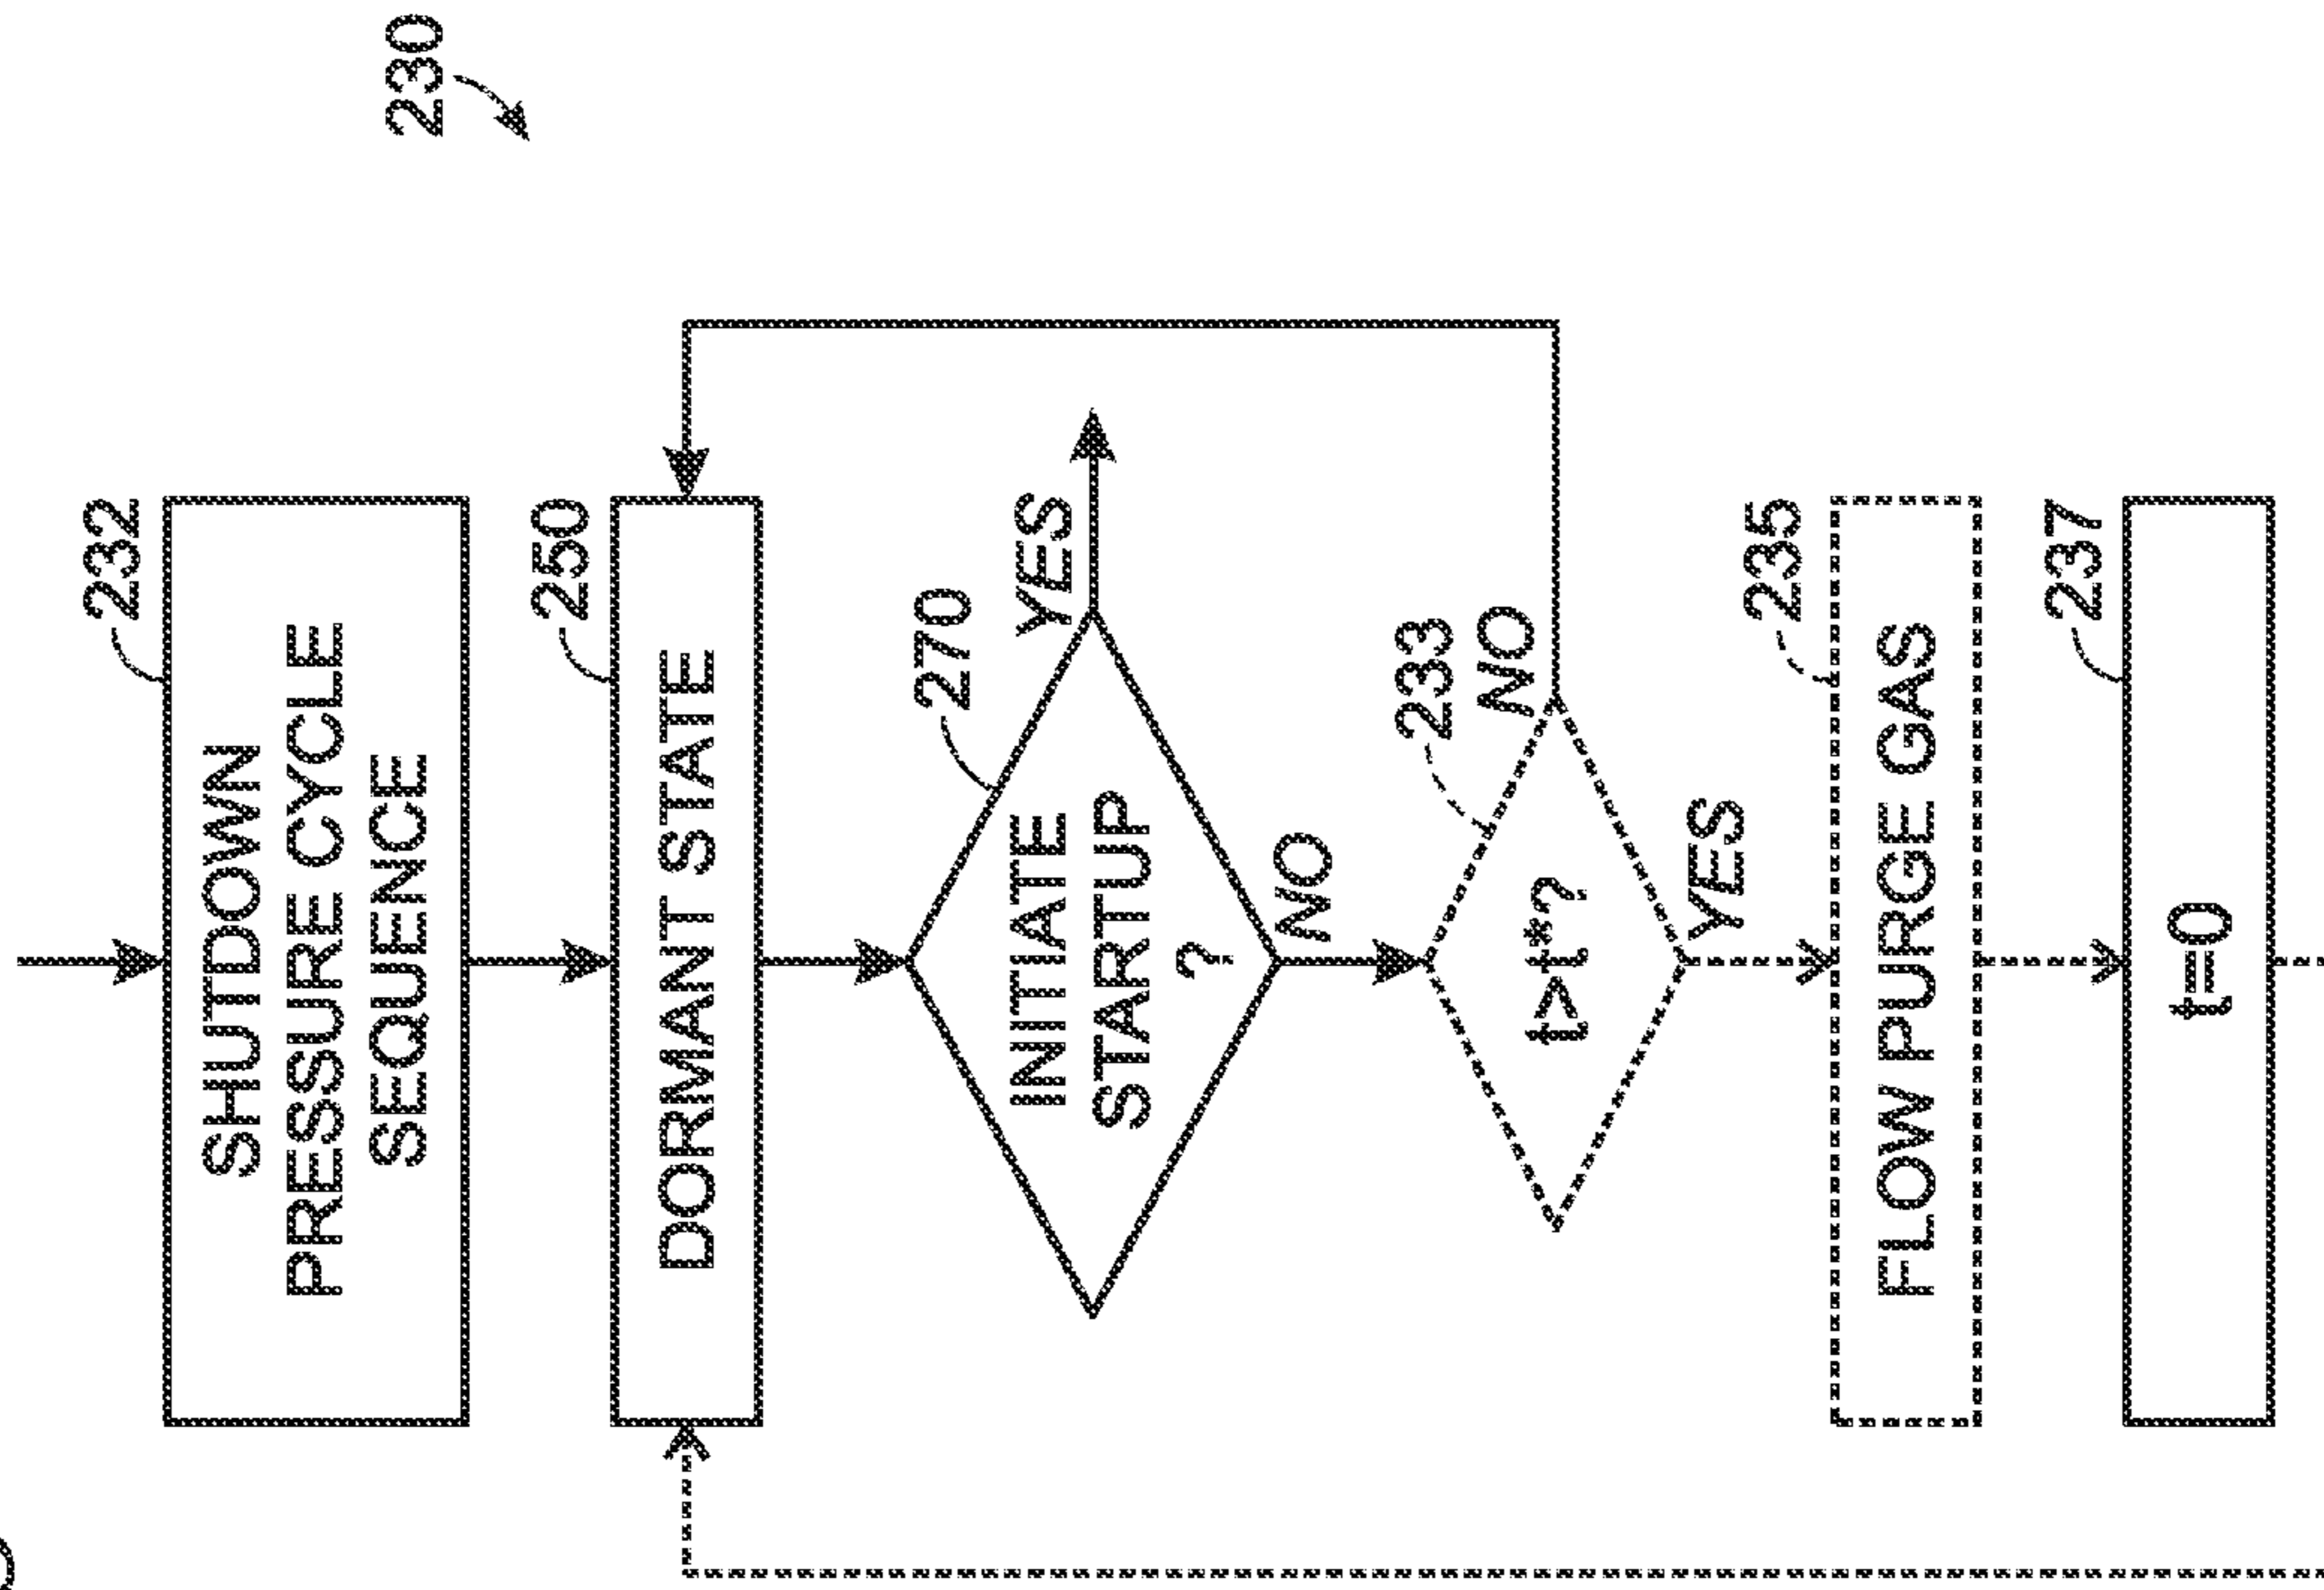 230
232
SHUTDOWN
PRESSURE CYCLE
SEQUENCE
250
DORMANT STATE
270
INITIATE
STARTUP
?
YES
NO
233
t>t*?
NO
YES
235
FLOW PURGE GAS
237
t=0